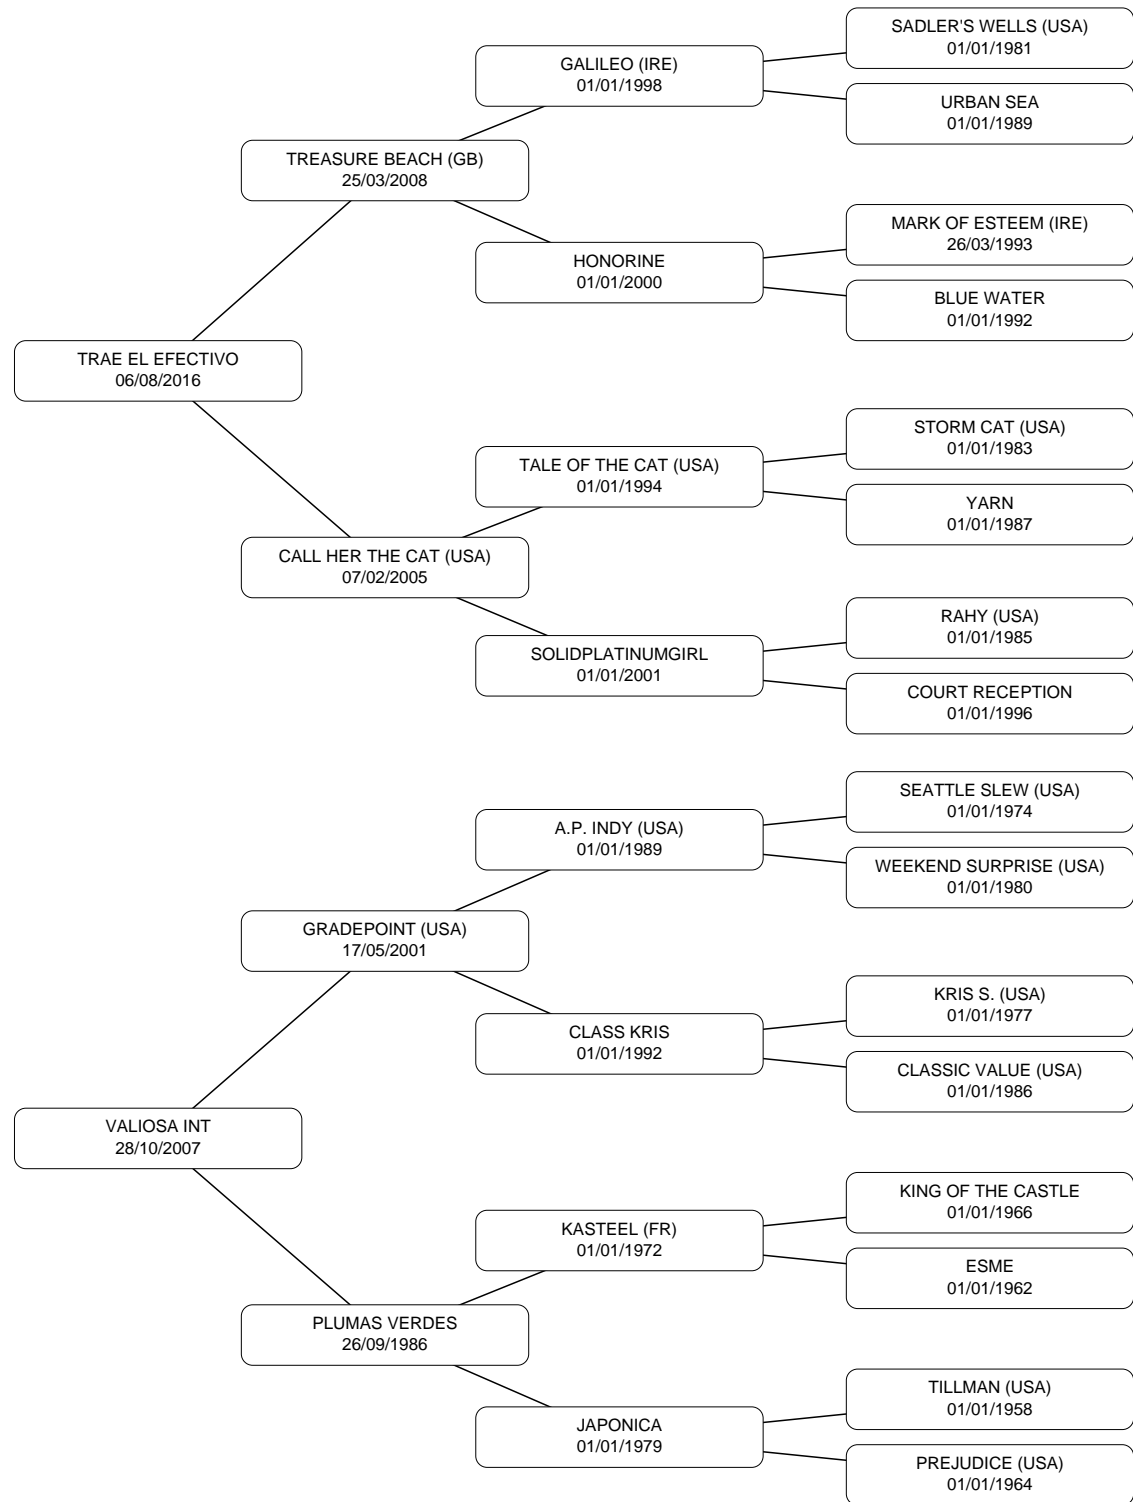 SADLER'S WELLS (USA)
01/01/1981
GALILEO (IRE)
01/01/1998
URBAN SEA
01/01/1989
TREASURE BEACH (GB)
25/03/2008
MARK OF ESTEEM (IRE)
26/03/1993
HONORINE
01/01/2000
BLUE WATER
01/01/1992
TRAE EL EFECTIVO
06/08/2016
STORM CAT (USA)
01/01/1983
TALE OF THE CAT (USA)
01/01/1994
YARN
01/01/1987
CALL HER THE CAT (USA)
07/02/2005
RAHY (USA)
01/01/1985
SOLIDPLATINUMGIRL
01/01/2001
COURT RECEPTION
01/01/1996
SEATTLE SLEW (USA)
01/01/1974
A.P. INDY (USA)
01/01/1989
WEEKEND SURPRISE (USA)
01/01/1980
GRADEPOINT (USA)
17/05/2001
KRIS S. (USA)
01/01/1977
CLASS KRIS
01/01/1992
CLASSIC VALUE (USA)
01/01/1986
VALIOSA INT
28/10/2007
KING OF THE CASTLE
01/01/1966
KASTEEL (FR)
01/01/1972
ESME
01/01/1962
PLUMAS VERDES
26/09/1986
TILLMAN (USA)
01/01/1958
JAPONICA
01/01/1979
PREJUDICE (USA)
01/01/1964